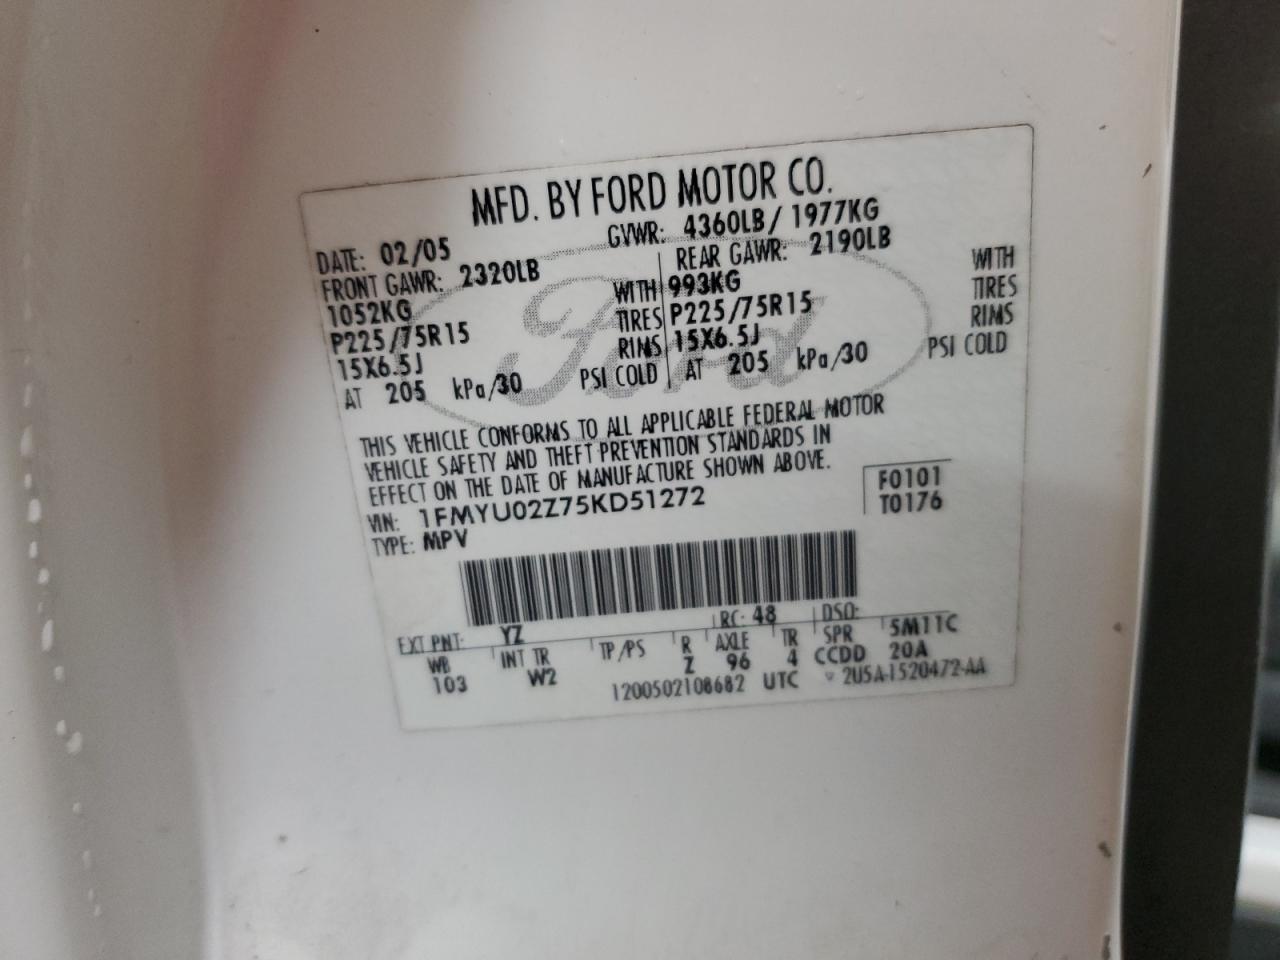 MFD. BY FORD MOTOR CO.
DATE: 02/05 GVWR: 4360LB/ 1977KG
FRONT GAWR: 2320LB REAR GAWR: 2190LB
1052KG WITH 993KG WITH
P225/75R15 TIRES P225/75R15 TIRES
15X6.5J RIMS 15X6.5J RIMS
AT 205 kPa/30 PSI COLD AT 205 kPa/30 PSI COLD
Ford
THIS VEHICLE CONFORMS TO ALL APPLICABLE FEDERAL MOTOR
VEHICLE SAFETY AND THEFT PREVENTION STANDARDS IN
EFFECT ON THE DATE OF MANUFACTURE SHOWN ABOVE.
VIN: 1FMYU02Z75KD51272 F0101
TYPE: MPV T0176
EXT PNT: YZ RC: 48 DSO:
WB INT TR TP/PS R AXLE TR SPR 5M11C
103 W2 Z 96 4 CCDD 20A
1200502108682 UTC 2U5A-1520472-AA